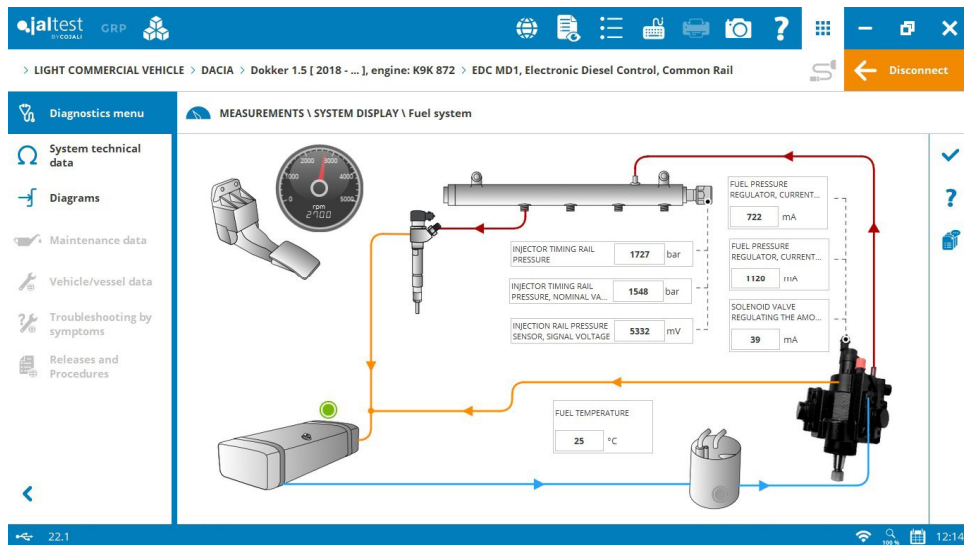 jaltest GRP
BY COJALI
> LIGHT COMMERCIAL VEHICLE > DACIA > Dokker 1.5 [ 2018 - ... ], engine: K9K 872 > EDC MD1, Electronic Diesel Control, Common Rail
Disconnect
Diagnostics menu
MEASUREMENTS \ SYSTEM DISPLAY \ Fuel system
System technical
data
Diagrams
Maintenance data
Vehicle/vessel data
Troubleshooting by
symptoms
Releases and
Procedures
2000 3000
1000 4000
0 5000
rpm
2700
FUEL PRESSURE
REGULATOR, CURRENT...
722 mA
FUEL PRESSURE
REGULATOR, CURRENT...
1120 mA
SOLENOID VALVE
REGULATING THE AMO...
39 mA
INJECTOR TIMING RAIL
PRESSURE
1727 bar
INJECTOR TIMING RAIL
PRESSURE, NOMINAL VA...
1548 bar
INJECTION RAIL PRESSURE
SENSOR, SIGNAL VOLTAGE
5332 mV
FUEL TEMPERATURE
25 °C
22.1
100 %
12:14